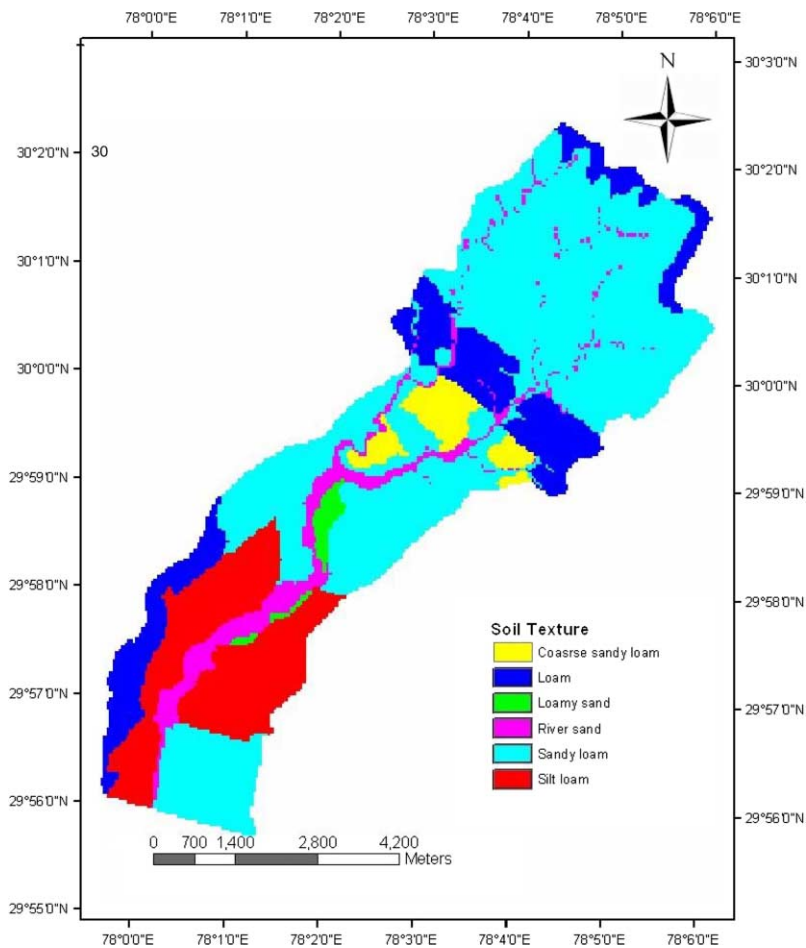 78°0'0"E 78°1'0"E 78°2'0"E 78°3'0"E 78°4'0"E 78°5'0"E 78°6'0"E
N
30°3'0"N
30°2'0"N
30
30°2'0"N
30°1'0"N
30°1'0"N
30°0'0"N
30°0'0"N
29°59'0"N
29°59'0"N
29°58'0"N
29°58'0"N
Soil Texture
Coasrse sandy loam
Loam
Loamy sand
River sand
Sandy loam
Silt loam
29°57'0"N
29°57'0"N
29°56'0"N
29°56'0"N
0 700 1,400 2,800 4,200
Meters
29°55'0"N
78°0'0"E 78°1'0"E 78°2'0"E 78°3'0"E 78°4'0"E 78°5'0"E 78°6'0"E